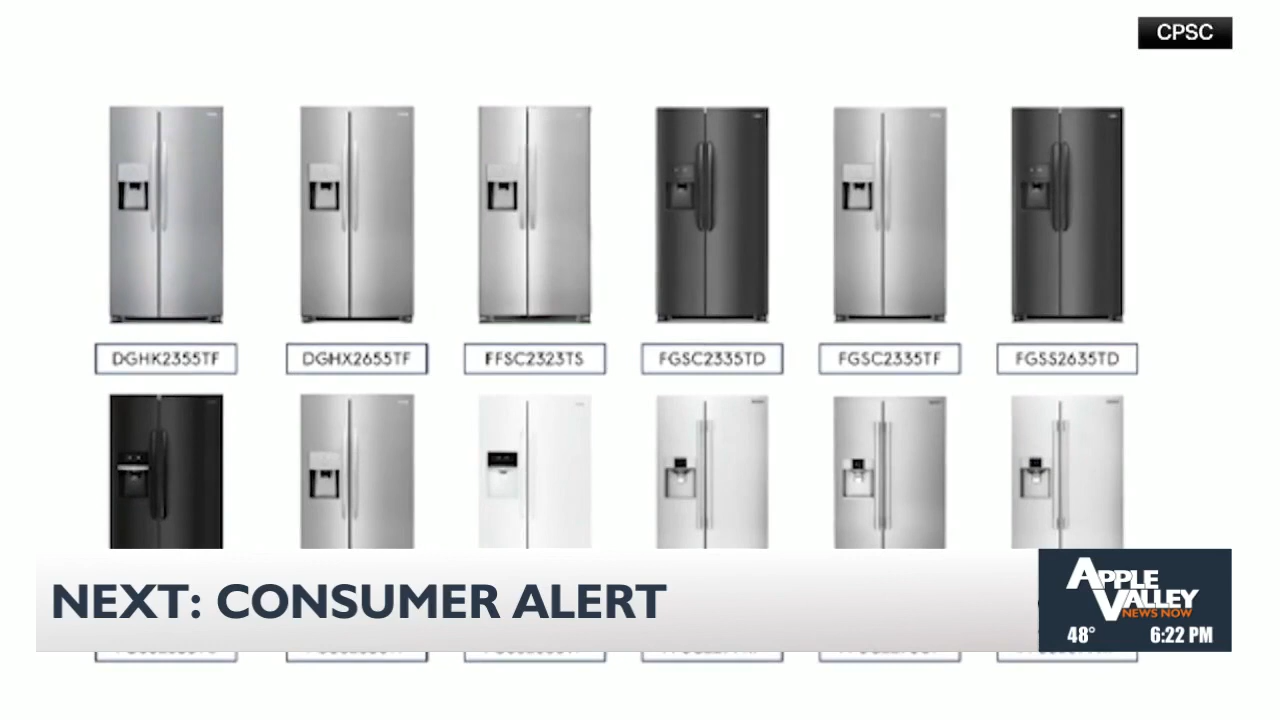 CPSC
DGHK2355TF
DGHX2655TF
FFSC2323TS
FGSC2335TD
FGSC2335TF
FGSS2635TD
NEXT: CONSUMER ALERT
APPLE
VALLEY
NEWS NOW
48° 6:22 PM